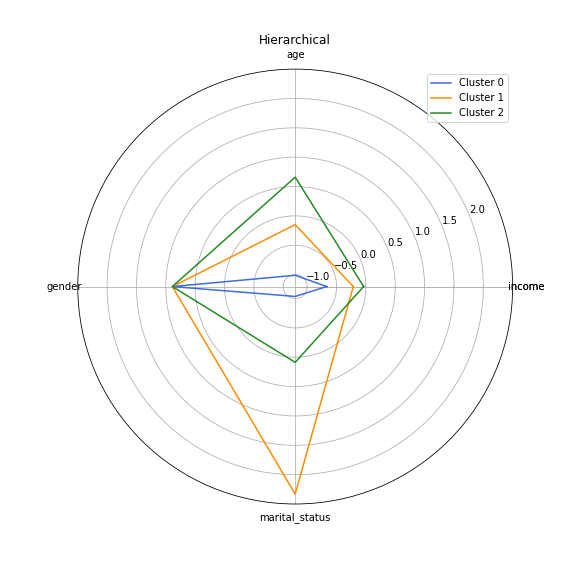 Hierarchical
age
Cluster 0
Cluster 1
Cluster 2
2.0
1.5
1.0
0.5
0.0
−0.5
−1.0
gender
income
marital_status